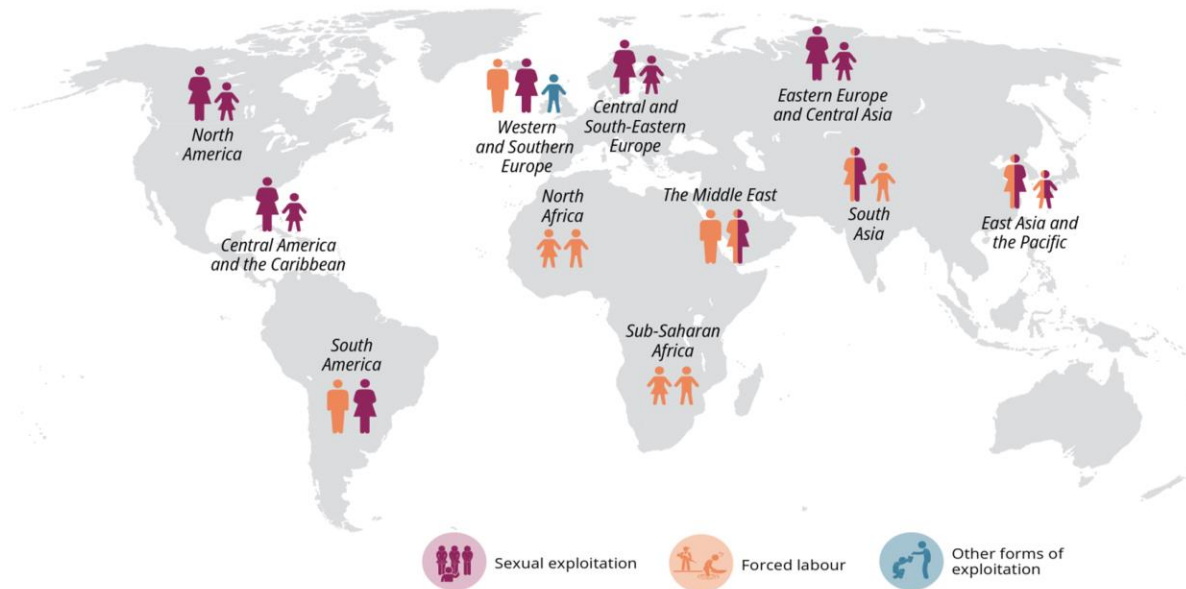 North
America
Western
and Southern
Europe
Central and
South-Eastern
Europe
Eastern Europe
and Central Asia
Central America
and the Caribbean
North
Africa
The Middle East
South
Asia
East Asia and
the Pacific
South
America
Sub-Saharan
Africa
Sexual exploitation
Forced labour
Other forms of
exploitation